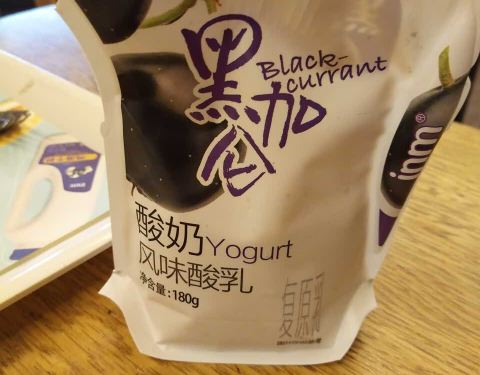 黑加仑
Black-
currant
jnm®
酸奶Yogurt
风味酸乳
净含量:180g
复原乳